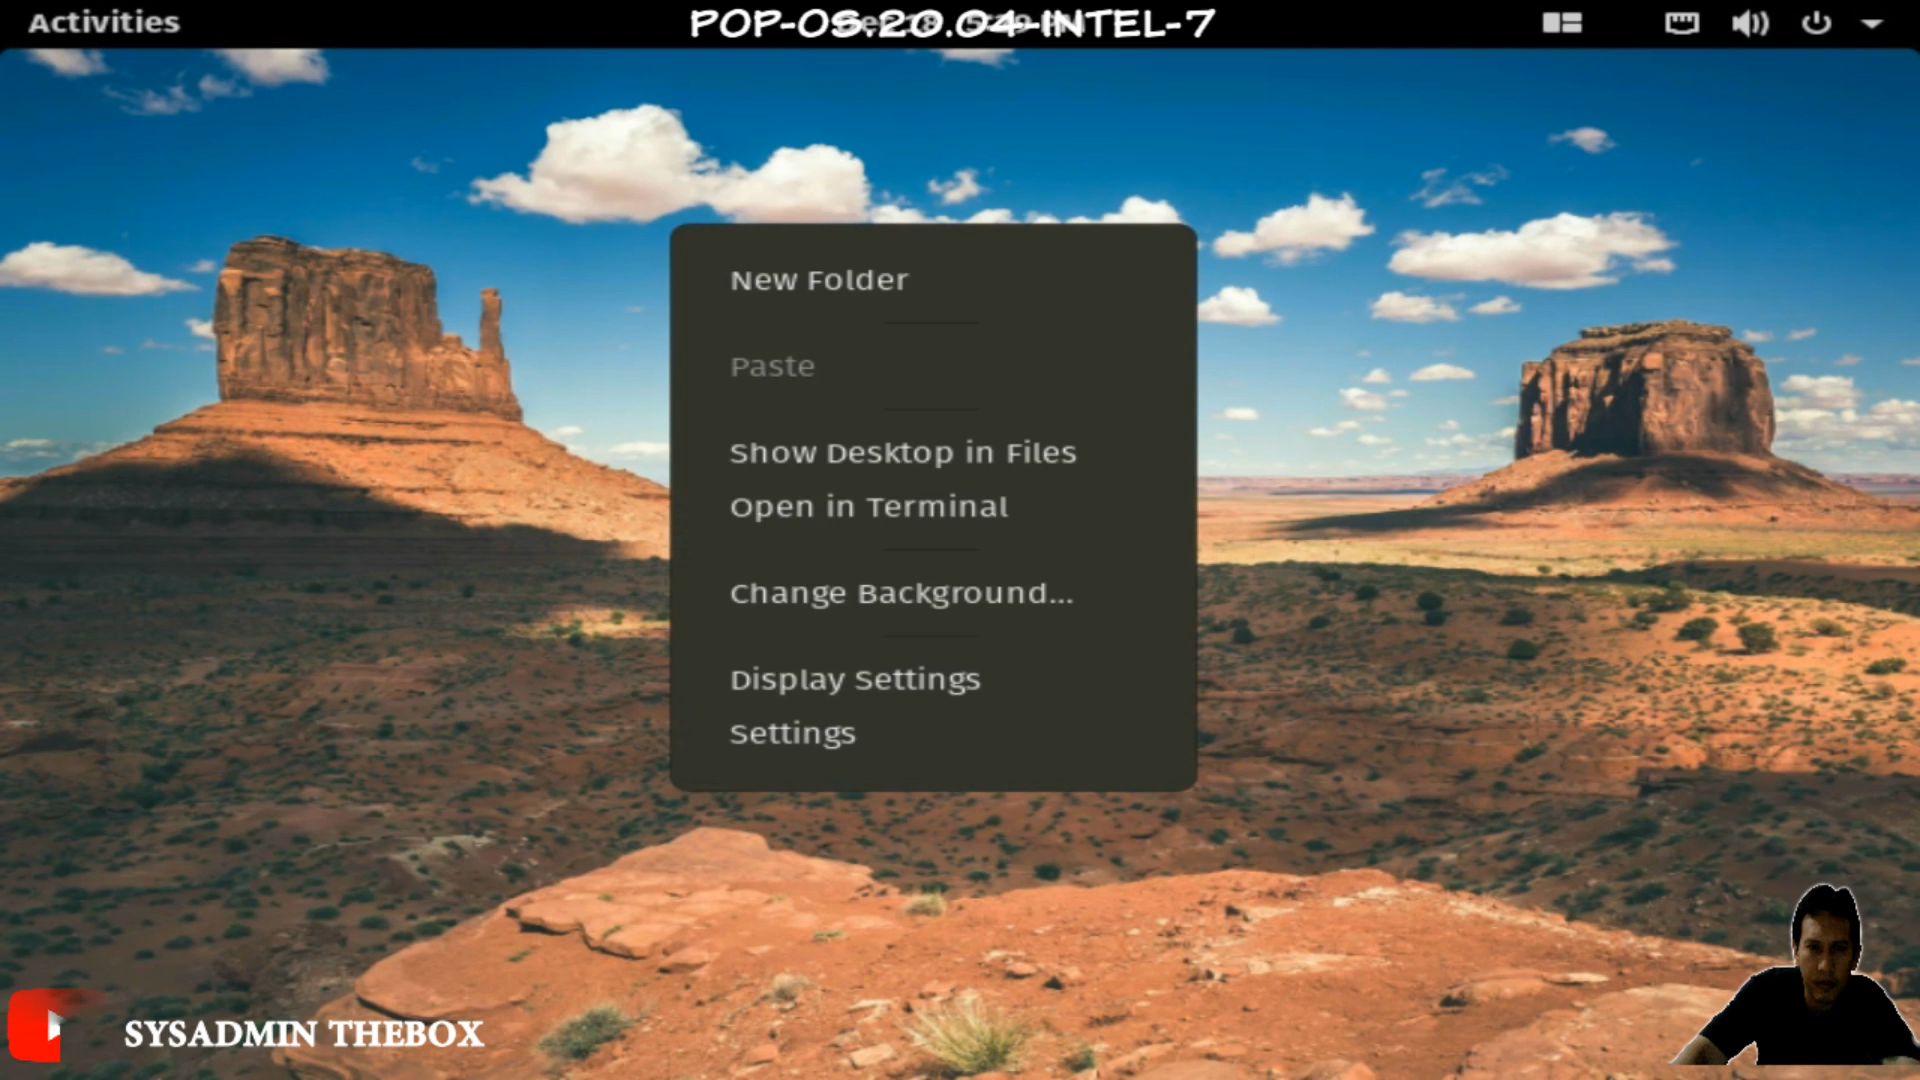 Activities
POP-OS.20.04-INTEL-7
New Folder
Paste
Show Desktop in Files
Open in Terminal
Change Background...
Display Settings
Settings
SYSADMIN THEBOX